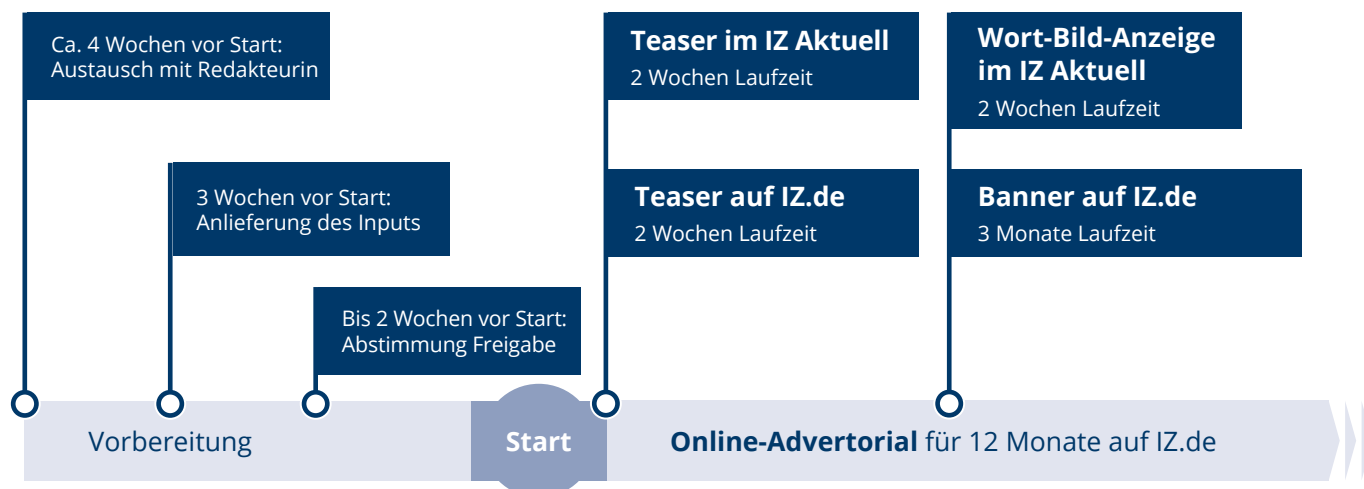 Ca. 4 Wochen vor Start:
Austausch mit Redakteurin
3 Wochen vor Start:
Anlieferung des Inputs
Bis 2 Wochen vor Start:
Abstimmung Freigabe
Teaser im IZ Aktuell
2 Wochen Laufzeit
Teaser auf IZ.de
2 Wochen Laufzeit
Wort-Bild-Anzeige
im IZ Aktuell
2 Wochen Laufzeit
Banner auf IZ.de
3 Monate Laufzeit
Vorbereitung
Start
Online-Advertorial für 12 Monate auf IZ.de